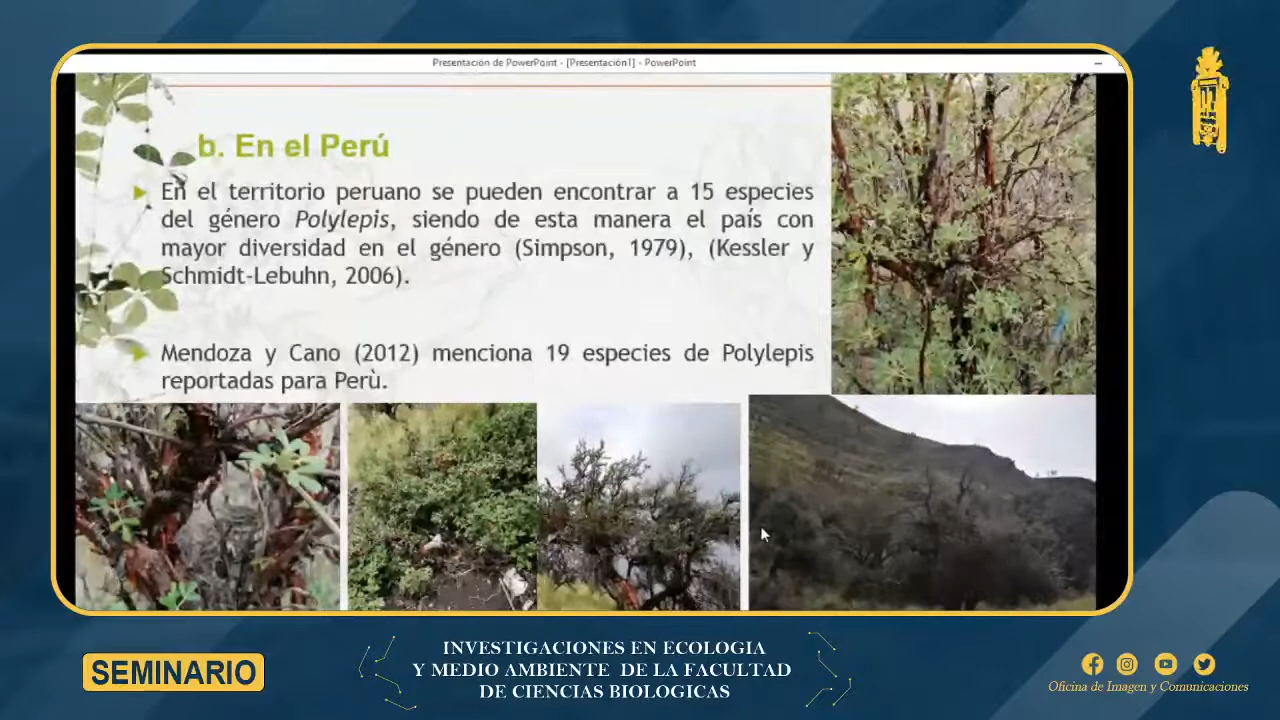 Presentación de PowerPoint - [Presentación1] - PowerPoint
b. En el Perú
En el territorio peruano se pueden encontrar a 15 especies
del género Polylepis, siendo de esta manera el país con
mayor diversidad en el género (Simpson, 1979), (Kessler y
Schmidt-Lebuhn, 2006).
Mendoza y Cano (2012) menciona 19 especies de Polylepis
reportadas para Perù.
SEMINARIO
INVESTIGACIONES EN ECOLOGIA
Y MEDIO AMBIENTE DE LA FACULTAD
DE CIENCIAS BIOLOGICAS
Oficina de Imagen y Comunicaciones